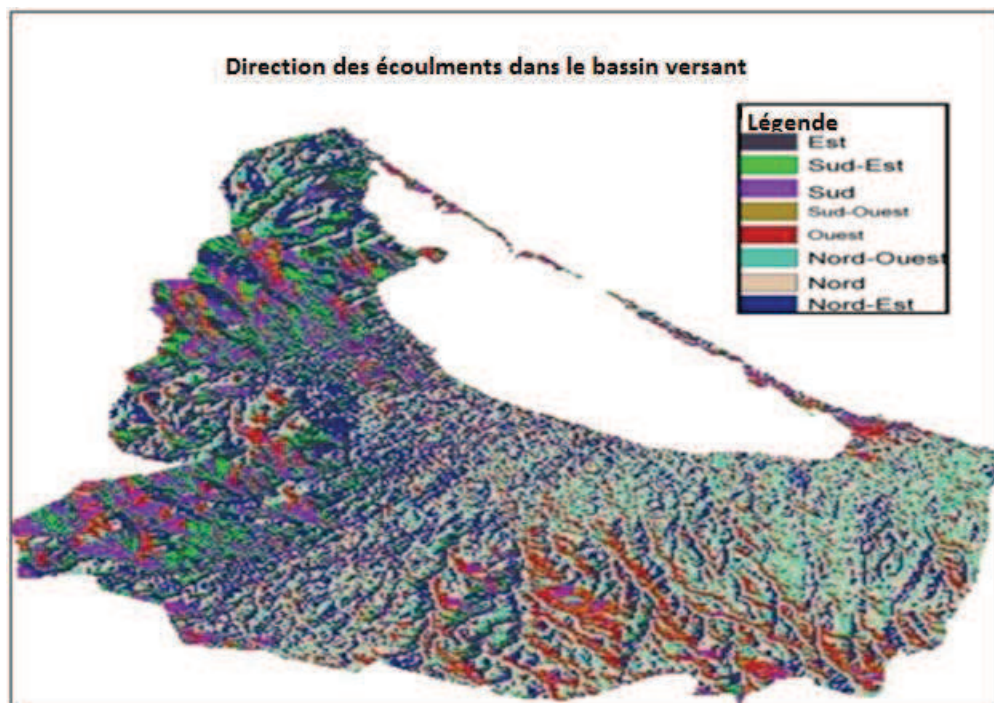 Direction des écoulments dans le bassin versant
Légende
Est
Sud-Est
Sud
Sud-Ouest
Ouest
Nord-Ouest
Nord
Nord-Est